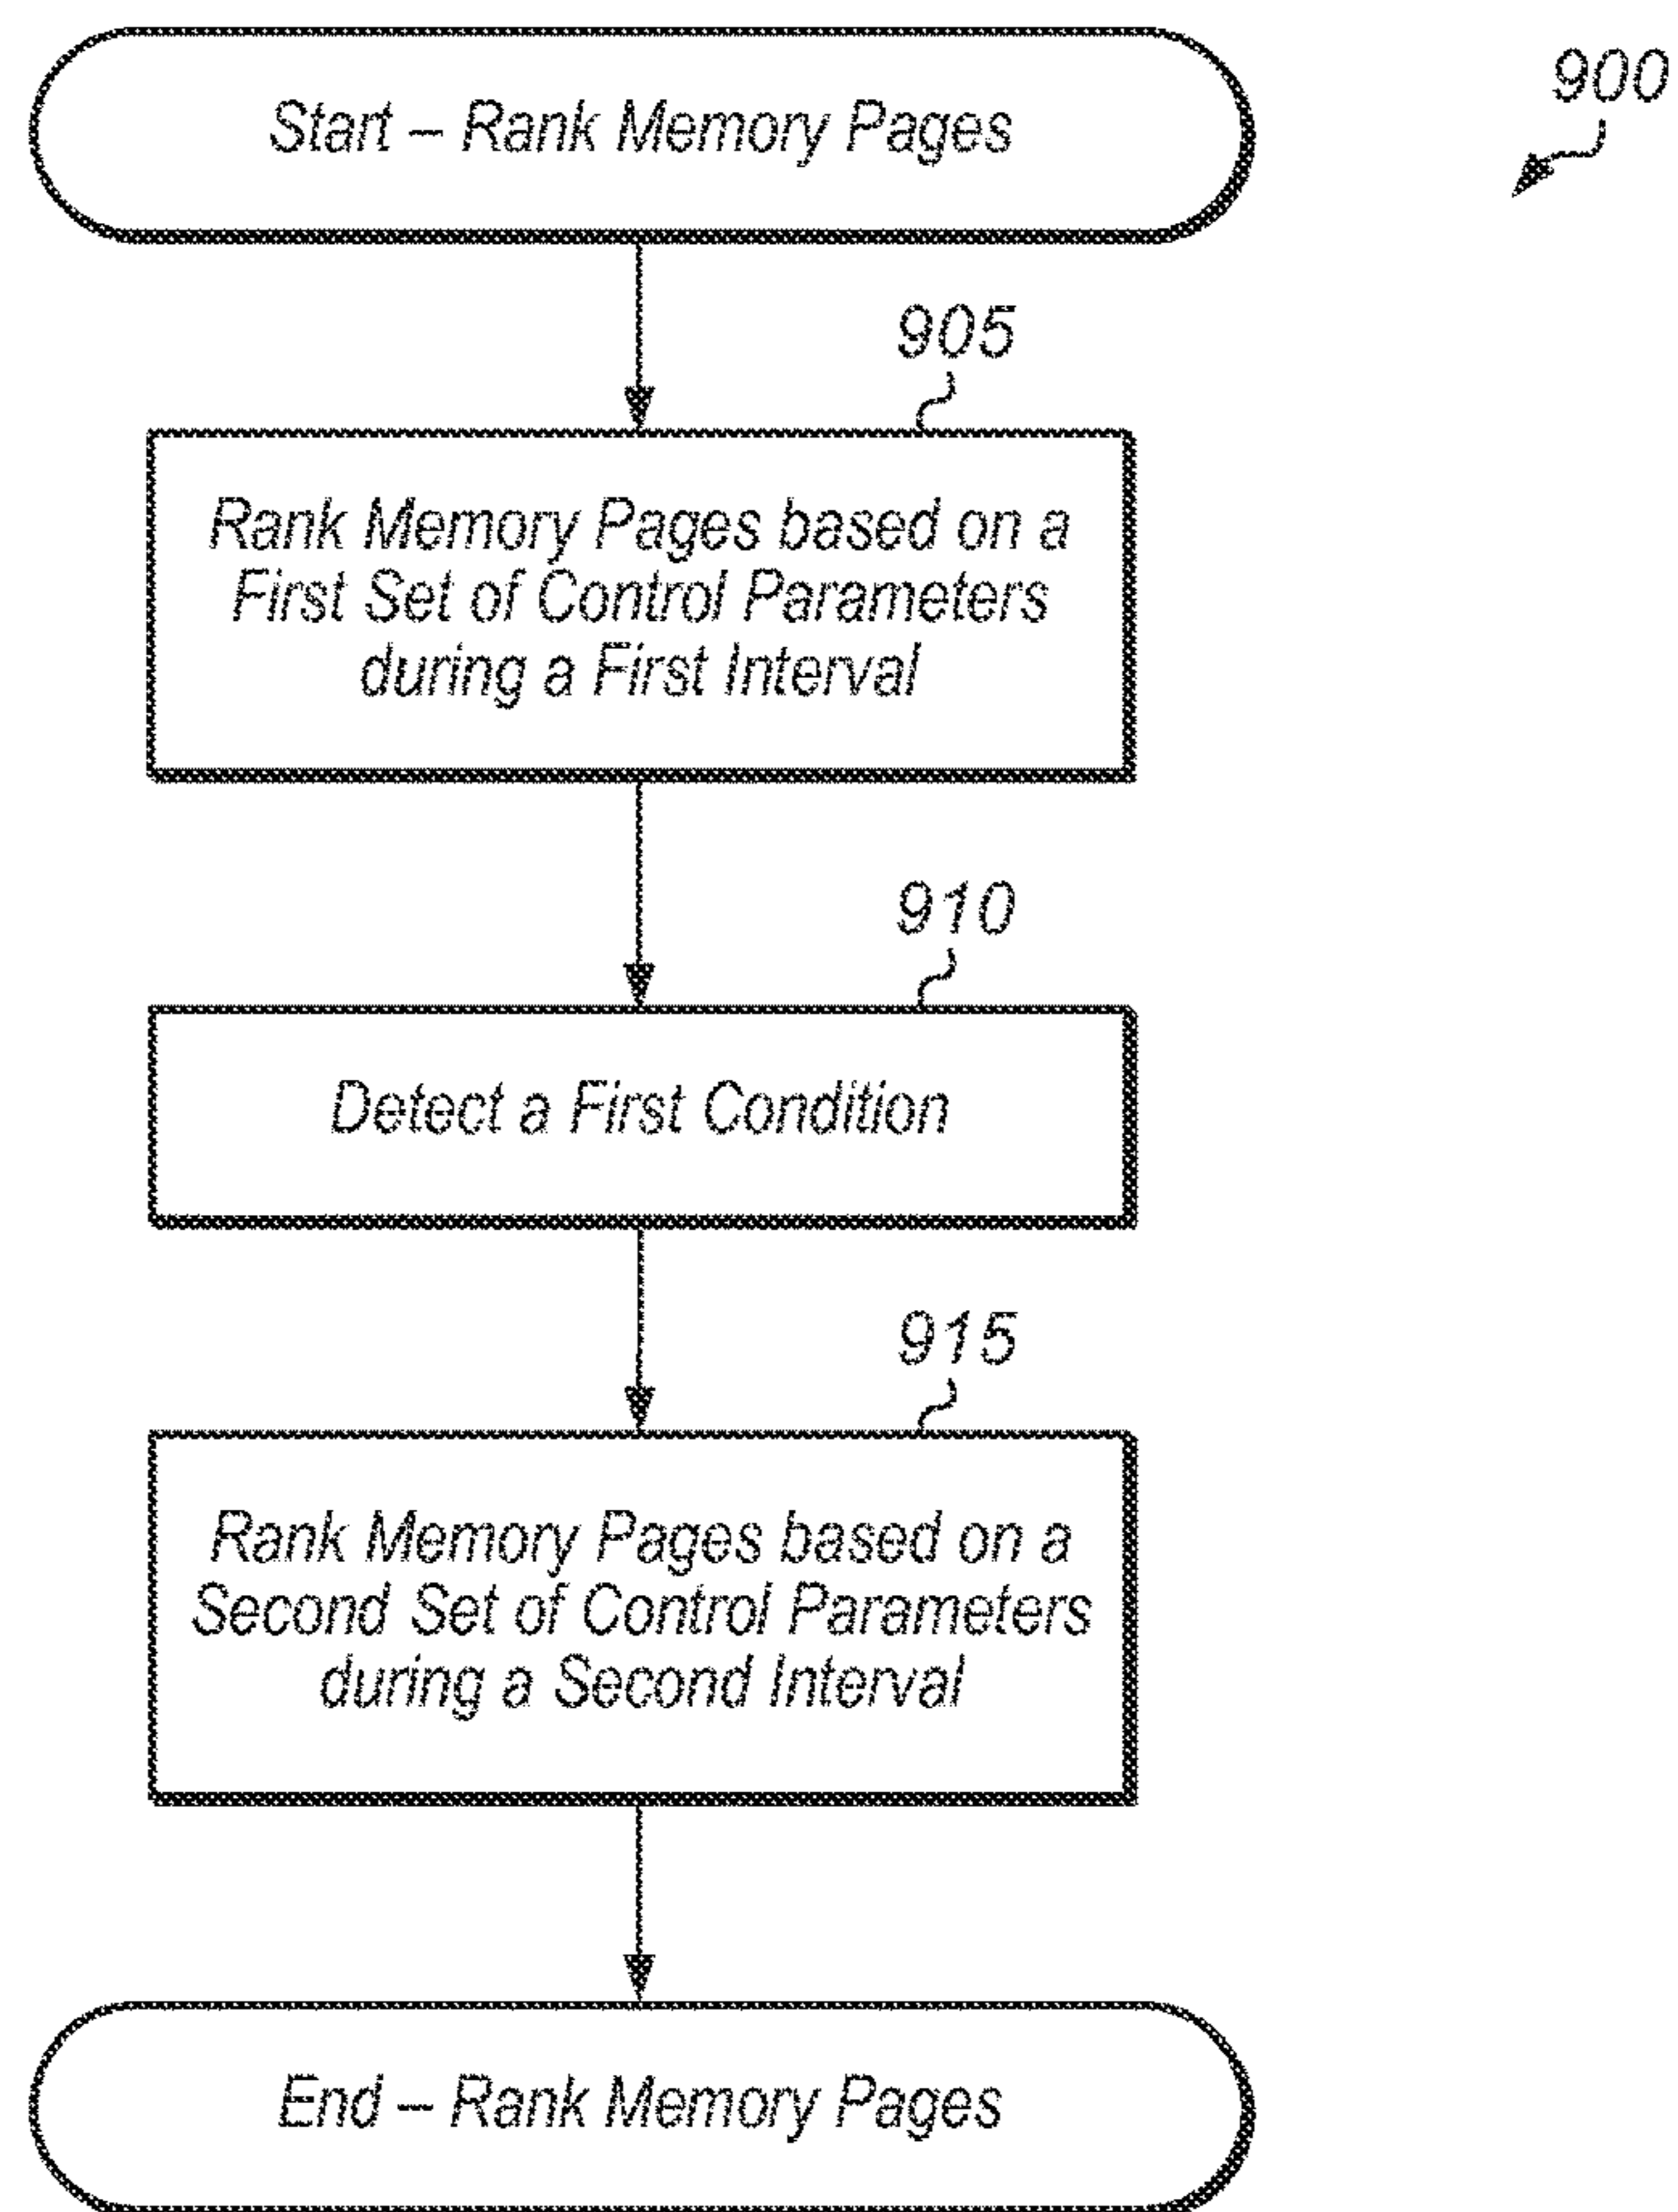 Start – Rank Memory Pages
900
905
Rank Memory Pages based on a
First Set of Control Parameters
during a First Interval
910
Detect a First Condition
915
Rank Memory Pages based on a
Second Set of Control Parameters
during a Second Interval
End – Rank Memory Pages